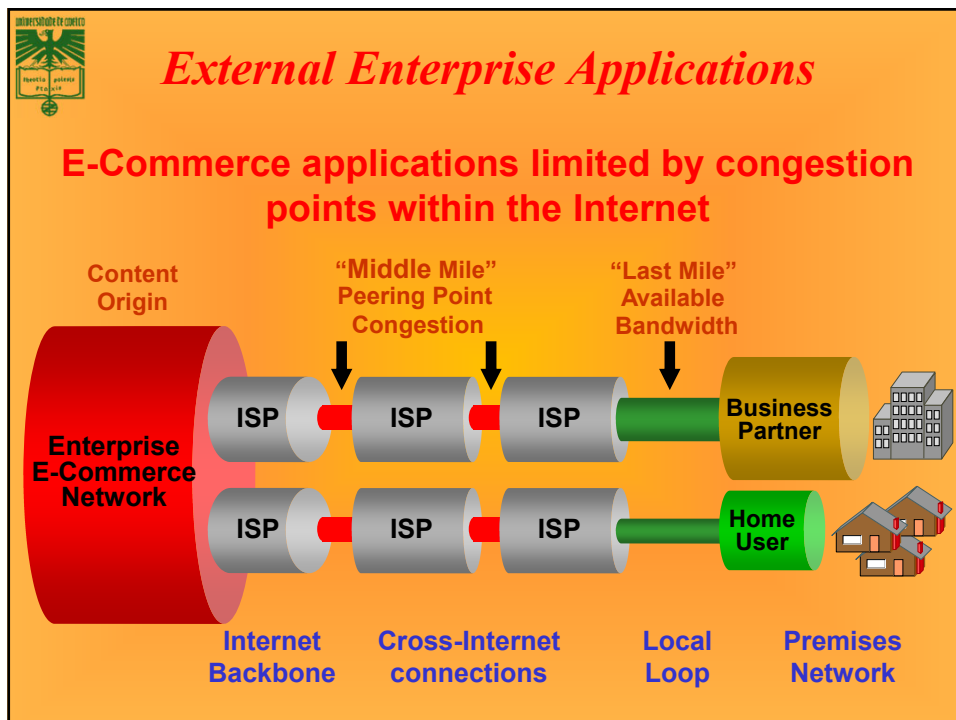 External Enterprise Applications
E-Commerce applications limited by congestion
points within the Internet
Content
Origin
“Middle Mile”
Peering Point
Congestion
“Last Mile”
Available
Bandwidth
Enterprise
E-Commerce
Network
ISP
ISP
ISP
Business
Partner
ISP
ISP
ISP
Home
User
Internet
Backbone
Cross-Internet
connections
Local
Loop
Premises
Network